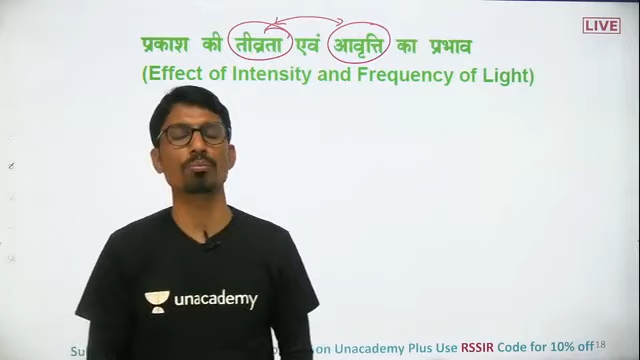 LIVE
प्रकाश की तीव्रता एवं आवृत्ति का प्रभाव
(Effect of Intensity and Frequency of Light)
unacademy
on Unacademy Plus Use RSSIR Code for 10% off 18